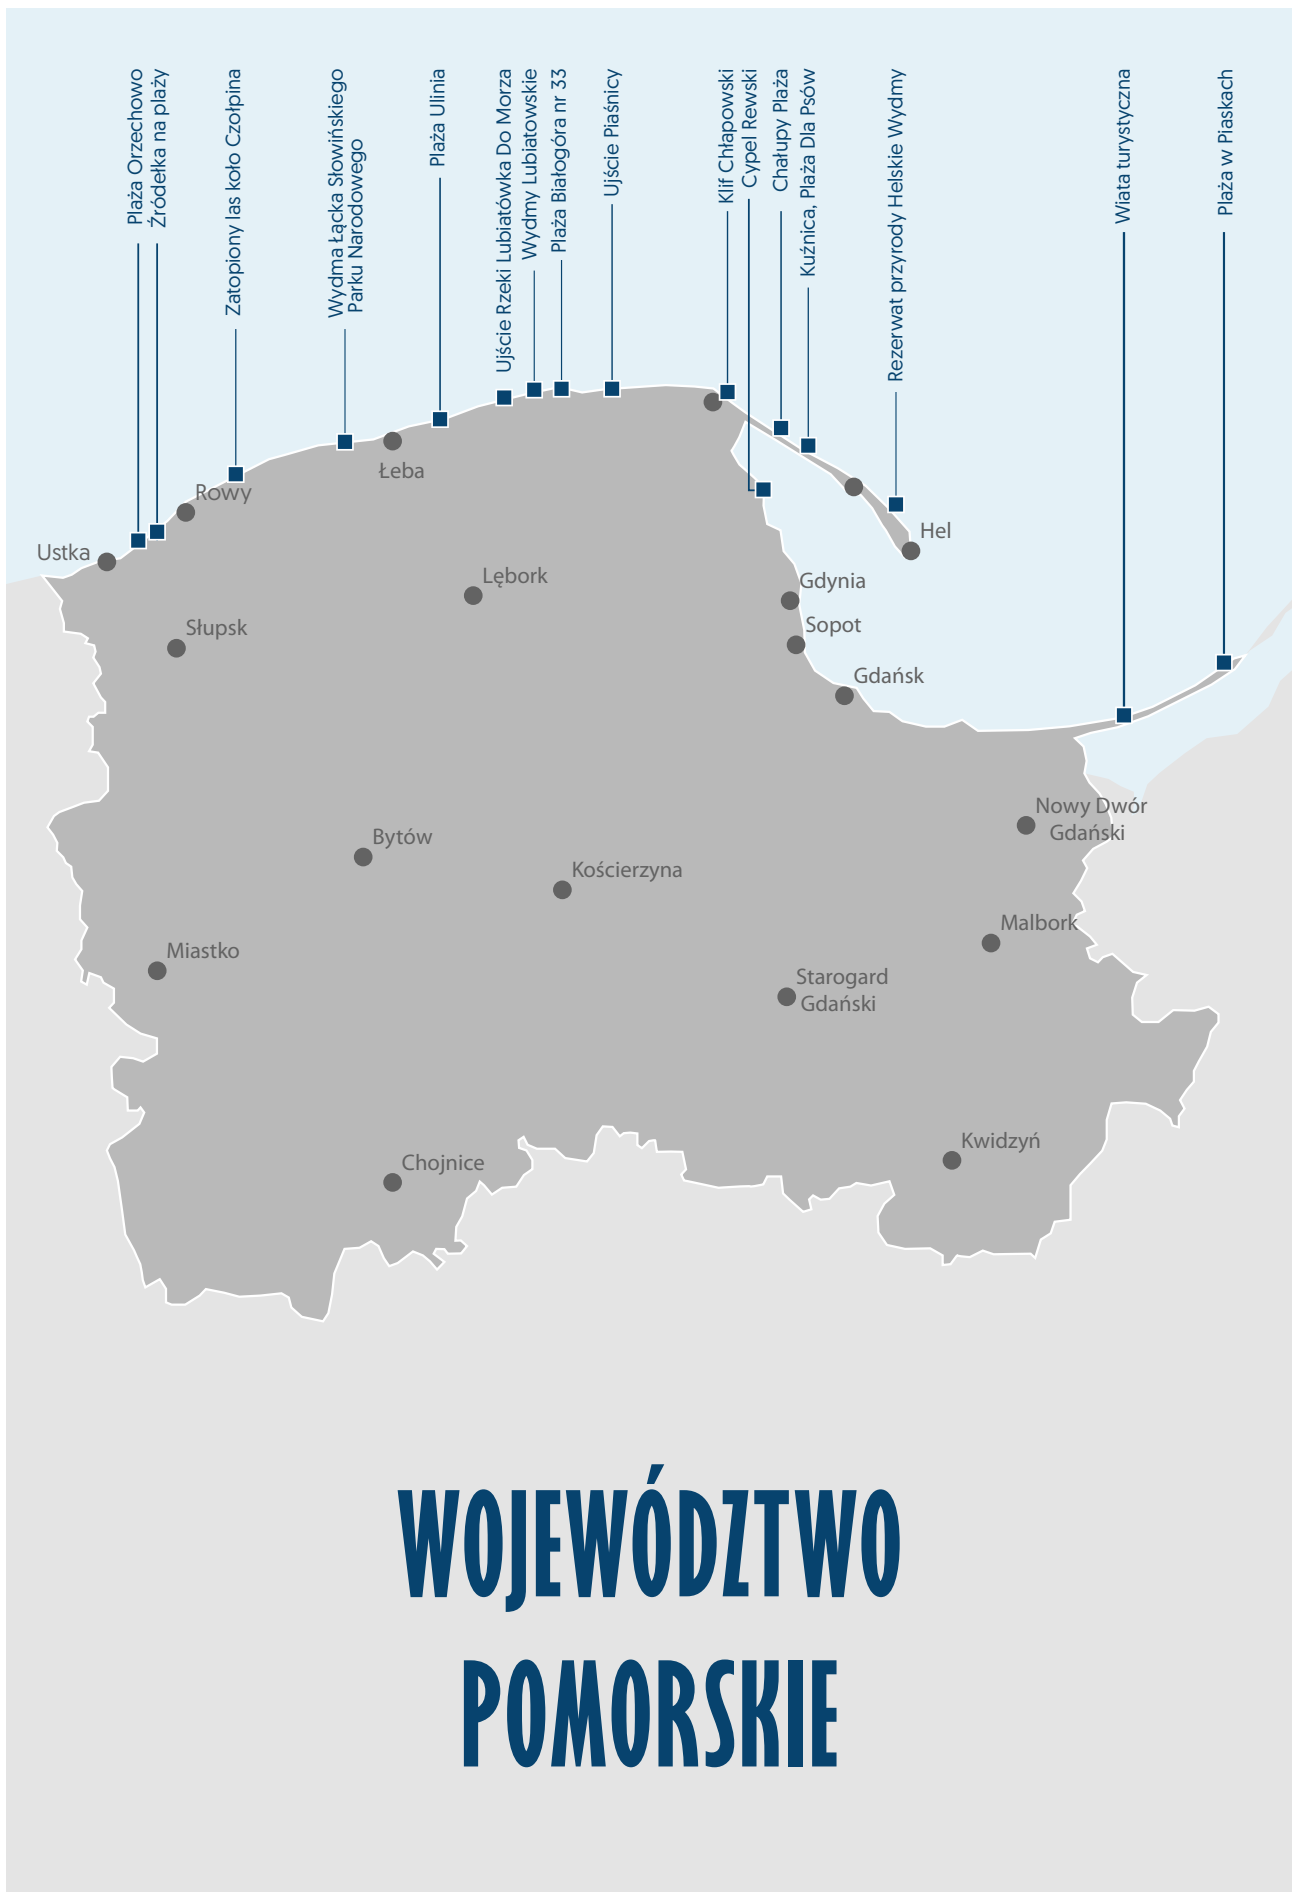 Plaża Orzechowo
Źródełka na plaży
Zatopiony las koło Czołpina
Wydma Łącka Słowińskiego
Parku Narodowego
Plaża Ulinia
Ujście Rzeki Lubiatówka Do Morza
Wydmy Lubiatowskie
Plaża Białogóra nr 33
Ujście Piaśnicy
Klif Chłapowski
Cypel Rewski
Chałupy Plaża
Kuźnica, Plaża Dla Psów
Rezerwat przyrody Helskie Wydmy
Wiata turystyczna
Plaża w Piaskach
Łeba
Rowy
Ustka
Hel
Lębork
Gdynia
Słupsk
Sopot
Gdańsk
Nowy Dwór
Gdański
Bytów
Kościerzyna
Malbork
Miastko
Starogard
Gdański
Kwidzyń
Chojnice
WOJEWÓDZTWO
POMORSKIE